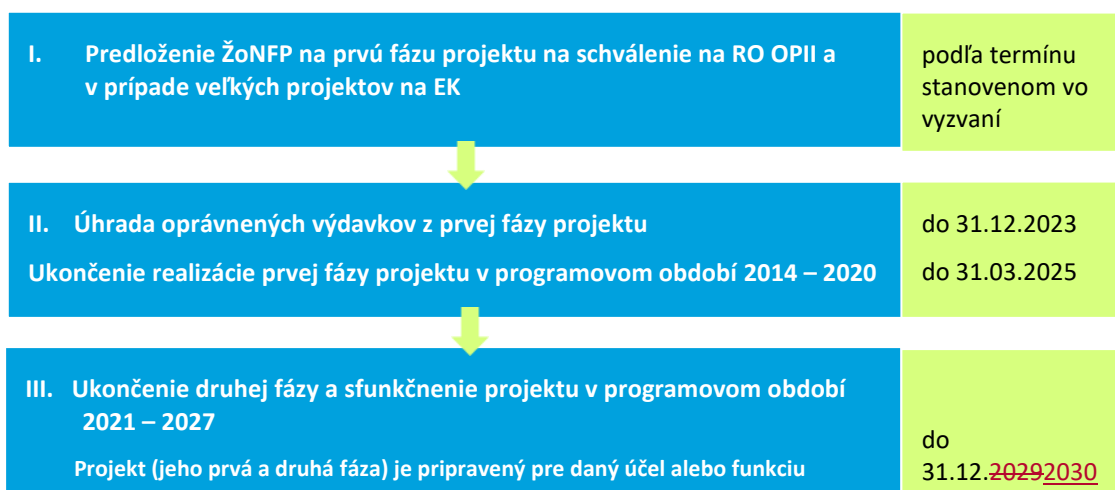 I. Predloženie ŽoNFP na prvú fázu projektu na schválenie na RO OPII a
v prípade veľkých projektov na EK
podľa termínu
stanovenom vo
vyzvaní
II. Úhrada oprávnených výdavkov z prvej fázy projektu
do 31.12.2023
Ukončenie realizácie prvej fázy projektu v programovom období 2014 – 2020
do 31.03.2025
III. Ukončenie druhej fázy a sfunkčnenie projektu v programovom období
2021 – 2027
Projekt (jeho prvá a druhá fáza) je pripravený pre daný účel alebo funkciu
do
31.12.20292030